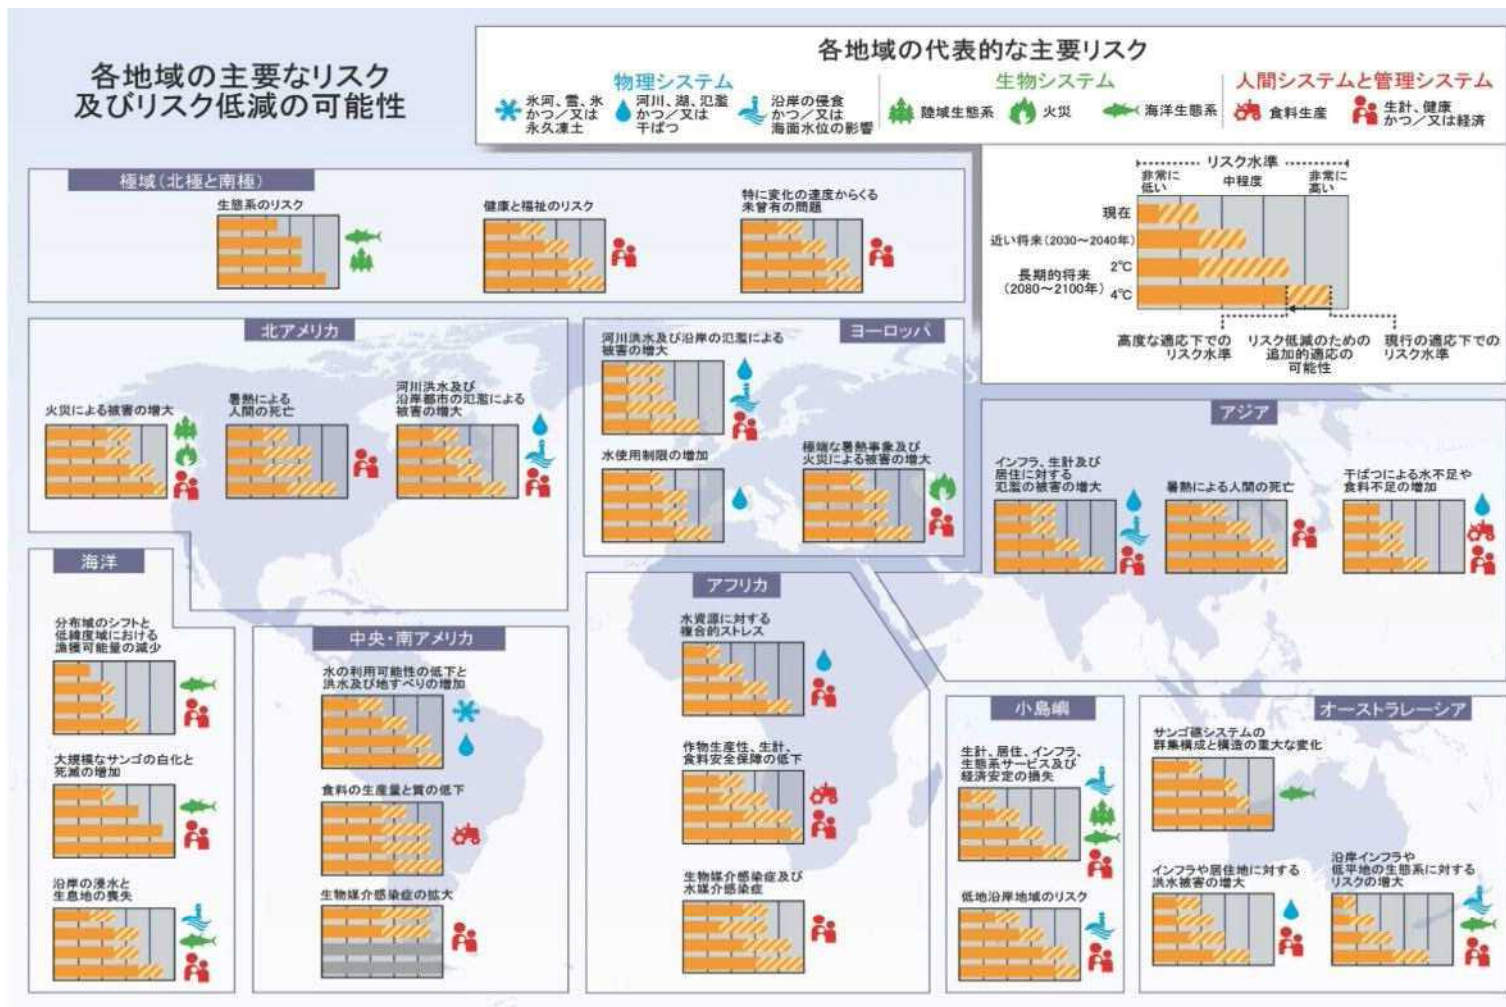 各地域の主要なリスク
及びリスク低減の可能性
各地域の代表的な主要リスク
物理システム
氷河、雪、氷
かつ/又は
永久凍土
河川、湖、氾濫
かつ/又は
干ばつ
沿岸の侵食
かつ/又は
海面水位の影響
生物システム
陸域生態系
火災
海洋生態系
人間システムと管理システム
食料生産
生計、健康
かつ/又は経済
リスク水準
非常に
低い
中程度
非常に
高い
現在
近い将来(2030~2040年)
長期的将来
(2080~2100年)
2℃
4℃
高度な適応下での
リスク水準
リスク低減のための
追加的適応の
可能性
現行の適応下での
リスク水準
極域(北極と南極)
生態系のリスク
健康と福祉のリスク
特に変化の速度からくる
未曾有の問題
北アメリカ
火災による被害の増大
暑熱による
人間の死亡
河川洪水及び
沿岸都市の氾濫による
被害の増大
ヨーロッパ
河川洪水及び沿岸の氾濫による
被害の増大
水使用制限の増加
極端な暑熱事象及び
火災による被害の増大
アジア
インフラ、生計及び
居住に対する
氾濫の被害の増大
暑熱による人間の死亡
干ばつによる水不足や
食料不足の増加
海洋
分布域のシフトと
低緯度域における
漁獲可能量の減少
大規模なサンゴの白化と
死滅の増加
沿岸の浸水と
生息地の喪失
中央・南アメリカ
水の利用可能性の低下と
洪水及び地すべりの増加
食料の生産量と質の低下
生物媒介感染症の拡大
アフリカ
水資源に対する
複合的ストレス
作物生産性、生計、
食料安全保障の低下
生物媒介感染症及び
水媒介感染症
小島嶼
生計、居住、インフラ、
生態系サービス及び
経済安定の損失
低地沿岸地域のリスク
オーストラレーシア
サンゴ礁システムの
群集構成と構造の重大な変化
インフラや居住地に対する
洪水被害の増大
沿岸インフラや
低平地の生態系に対する
リスクの増大